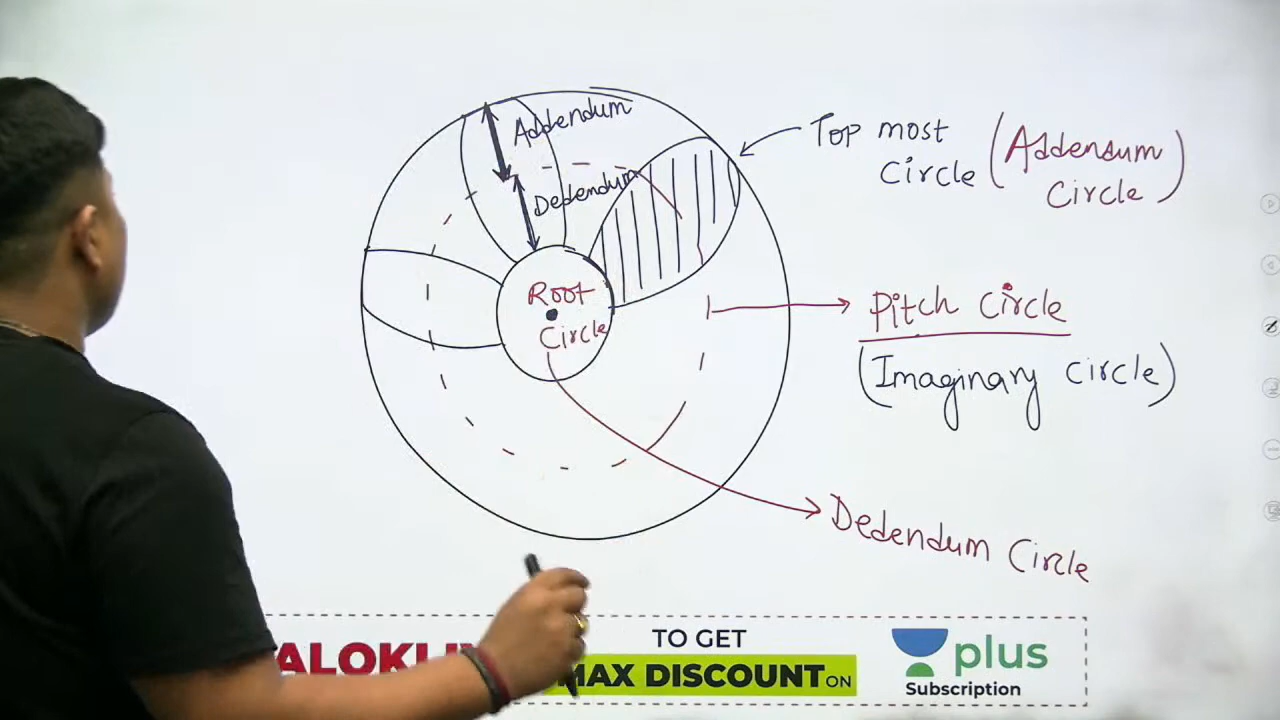 Addendum
Dedendum
Top most
Circle (Addendum
Circle)
Root
Circle
Pitch Circle
(Imaginary Circle)
Dedendum Circle
TO GET
MAX DISCOUNT ON
plus
Subscription